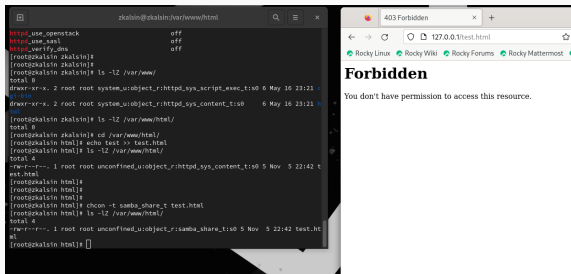 zkalsin@zkalsin:/var/www/html
httpd_use_openstack off
httpd_use_sasl off
httpd_verify_dns off
[root@zkalsin zkalsin]#
[root@zkalsin zkalsin]#
[root@zkalsin zkalsin]# ls -lZ /var/www/
total 0
drwxr-xr-x. 2 root root system_u:object_r:httpd_sys_script_exec_t:s0 6 May 16 23:21 c
gi-bin
drwxr-xr-x. 2 root root system_u:object_r:httpd_sys_content_t:s0 6 May 16 23:21 h
tml
[root@zkalsin zkalsin]# ls -lZ /var/www/html/
total 0
[root@zkalsin zkalsin]# cd /var/www/html/
[root@zkalsin html]# echo test >> test.html
[root@zkalsin html]# ls -lZ /var/www/html/
total 4
-rw-r--r--. 1 root root unconfined_u:object_r:httpd_sys_content_t:s0 5 Nov 5 22:42 t
est.html
[root@zkalsin html]#
[root@zkalsin html]#
[root@zkalsin html]#
[root@zkalsin html]# chcon -t samba_share_t test.html
[root@zkalsin html]# ls -lZ /var/www/html/
total 4
-rw-r--r--. 1 root root unconfined_u:object_r:samba_share_t:s0 5 Nov 5 22:42 test.ht
ml
[root@zkalsin html]#
403 Forbidden
127.0.0.1/test.html
Rocky Linux Rocky Wiki Rocky Forums Rocky Mattermost
Forbidden
You don't have permission to access this resource.